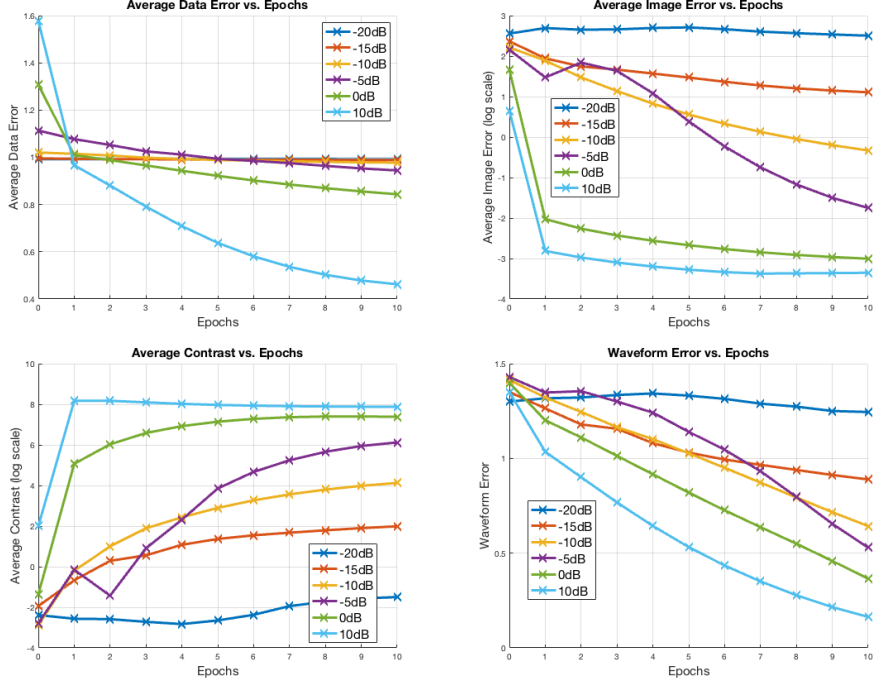 Average Data Error vs. Epochs
1.6
1.4
1.2
1
0.8
0.6
0.4
0 1 2 3 4 5 6 7 8 9 10
Average Data Error
Epochs
-20dB
-15dB
-10dB
-5dB
0dB
10dB
Average Image Error vs. Epochs
3
2
1
0
-1
-2
-3
-4
0 1 2 3 4 5 6 7 8 9 10
Average Image Error (log scale)
Epochs
-20dB
-15dB
-10dB
-5dB
0dB
10dB
Average Contrast vs. Epochs
10
8
6
4
2
0
-2
-4
0 1 2 3 4 5 6 7 8 9 10
Average Contrast (log scale)
Epochs
-20dB
-15dB
-10dB
-5dB
0dB
10dB
Waveform Error vs. Epochs
1.5
1
0.5
0
0 1 2 3 4 5 6 7 8 9 10
Waveform Error
Epochs
-20dB
-15dB
-10dB
-5dB
0dB
10dB